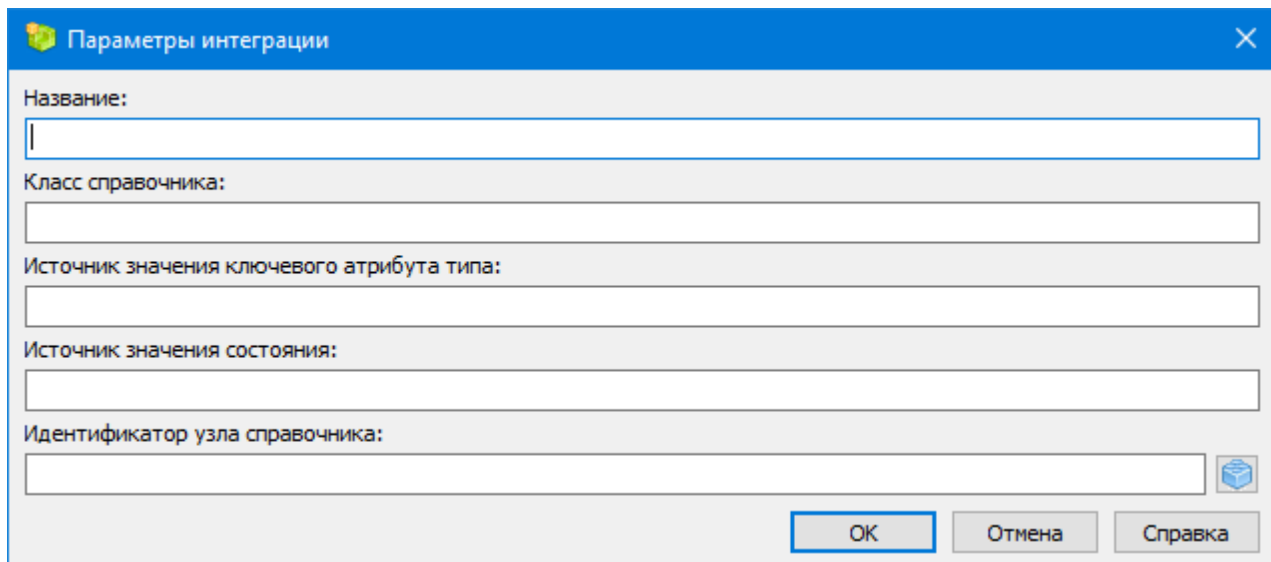 Параметры интеграции
Название:
Класс справочника:
Источник значения ключевого атрибута типа:
Источник значения состояния:
Идентификатор узла справочника:
OK Отмена Справка